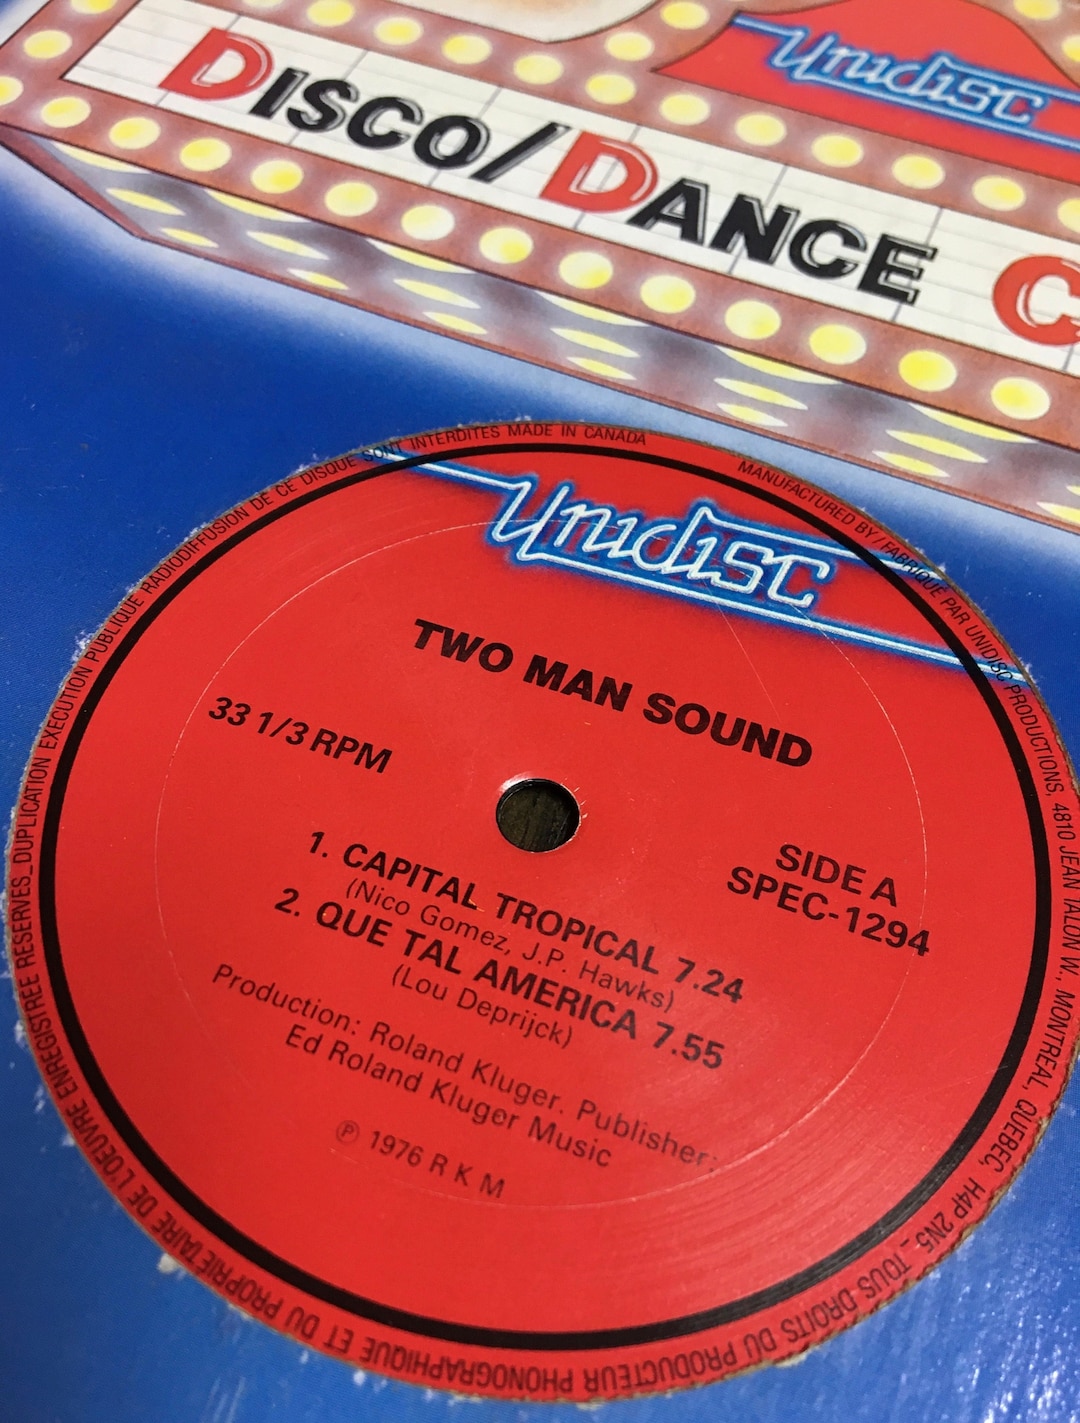 Unidisc
DISCO/DANCE C
MANUFACTURED BY / FABRIQUÉ PAR UNIDISC PRODUCTIONS, 4810 JEAN TALON W., MONTREAL, QUEBEC, H4P 2N5_ TOUS DROITS DU PRODUCTEUR PHONOGRAPHIQUE ET DU PROPRIETAIRE DE L'OEUVRE ENREGISTREE RESERVES_DUPLICATION EXECUTION PUBLIQUE RADIODIFFUSION DE CE DISQUE SONT INTERDITES MADE IN CANADA
Unidisc
TWO MAN SOUND
33 1/3 RPM
SIDE A
SPEC-1294
1. CAPITAL TROPICAL 7.24
(Nico Gomez, J.P. Hawks)
2. QUE TAL AMERICA 7.55
(Lou Deprijck)
Production: Roland Kluger. Publisher:
Ed Roland Kluger Music
℗ 1976 R K M